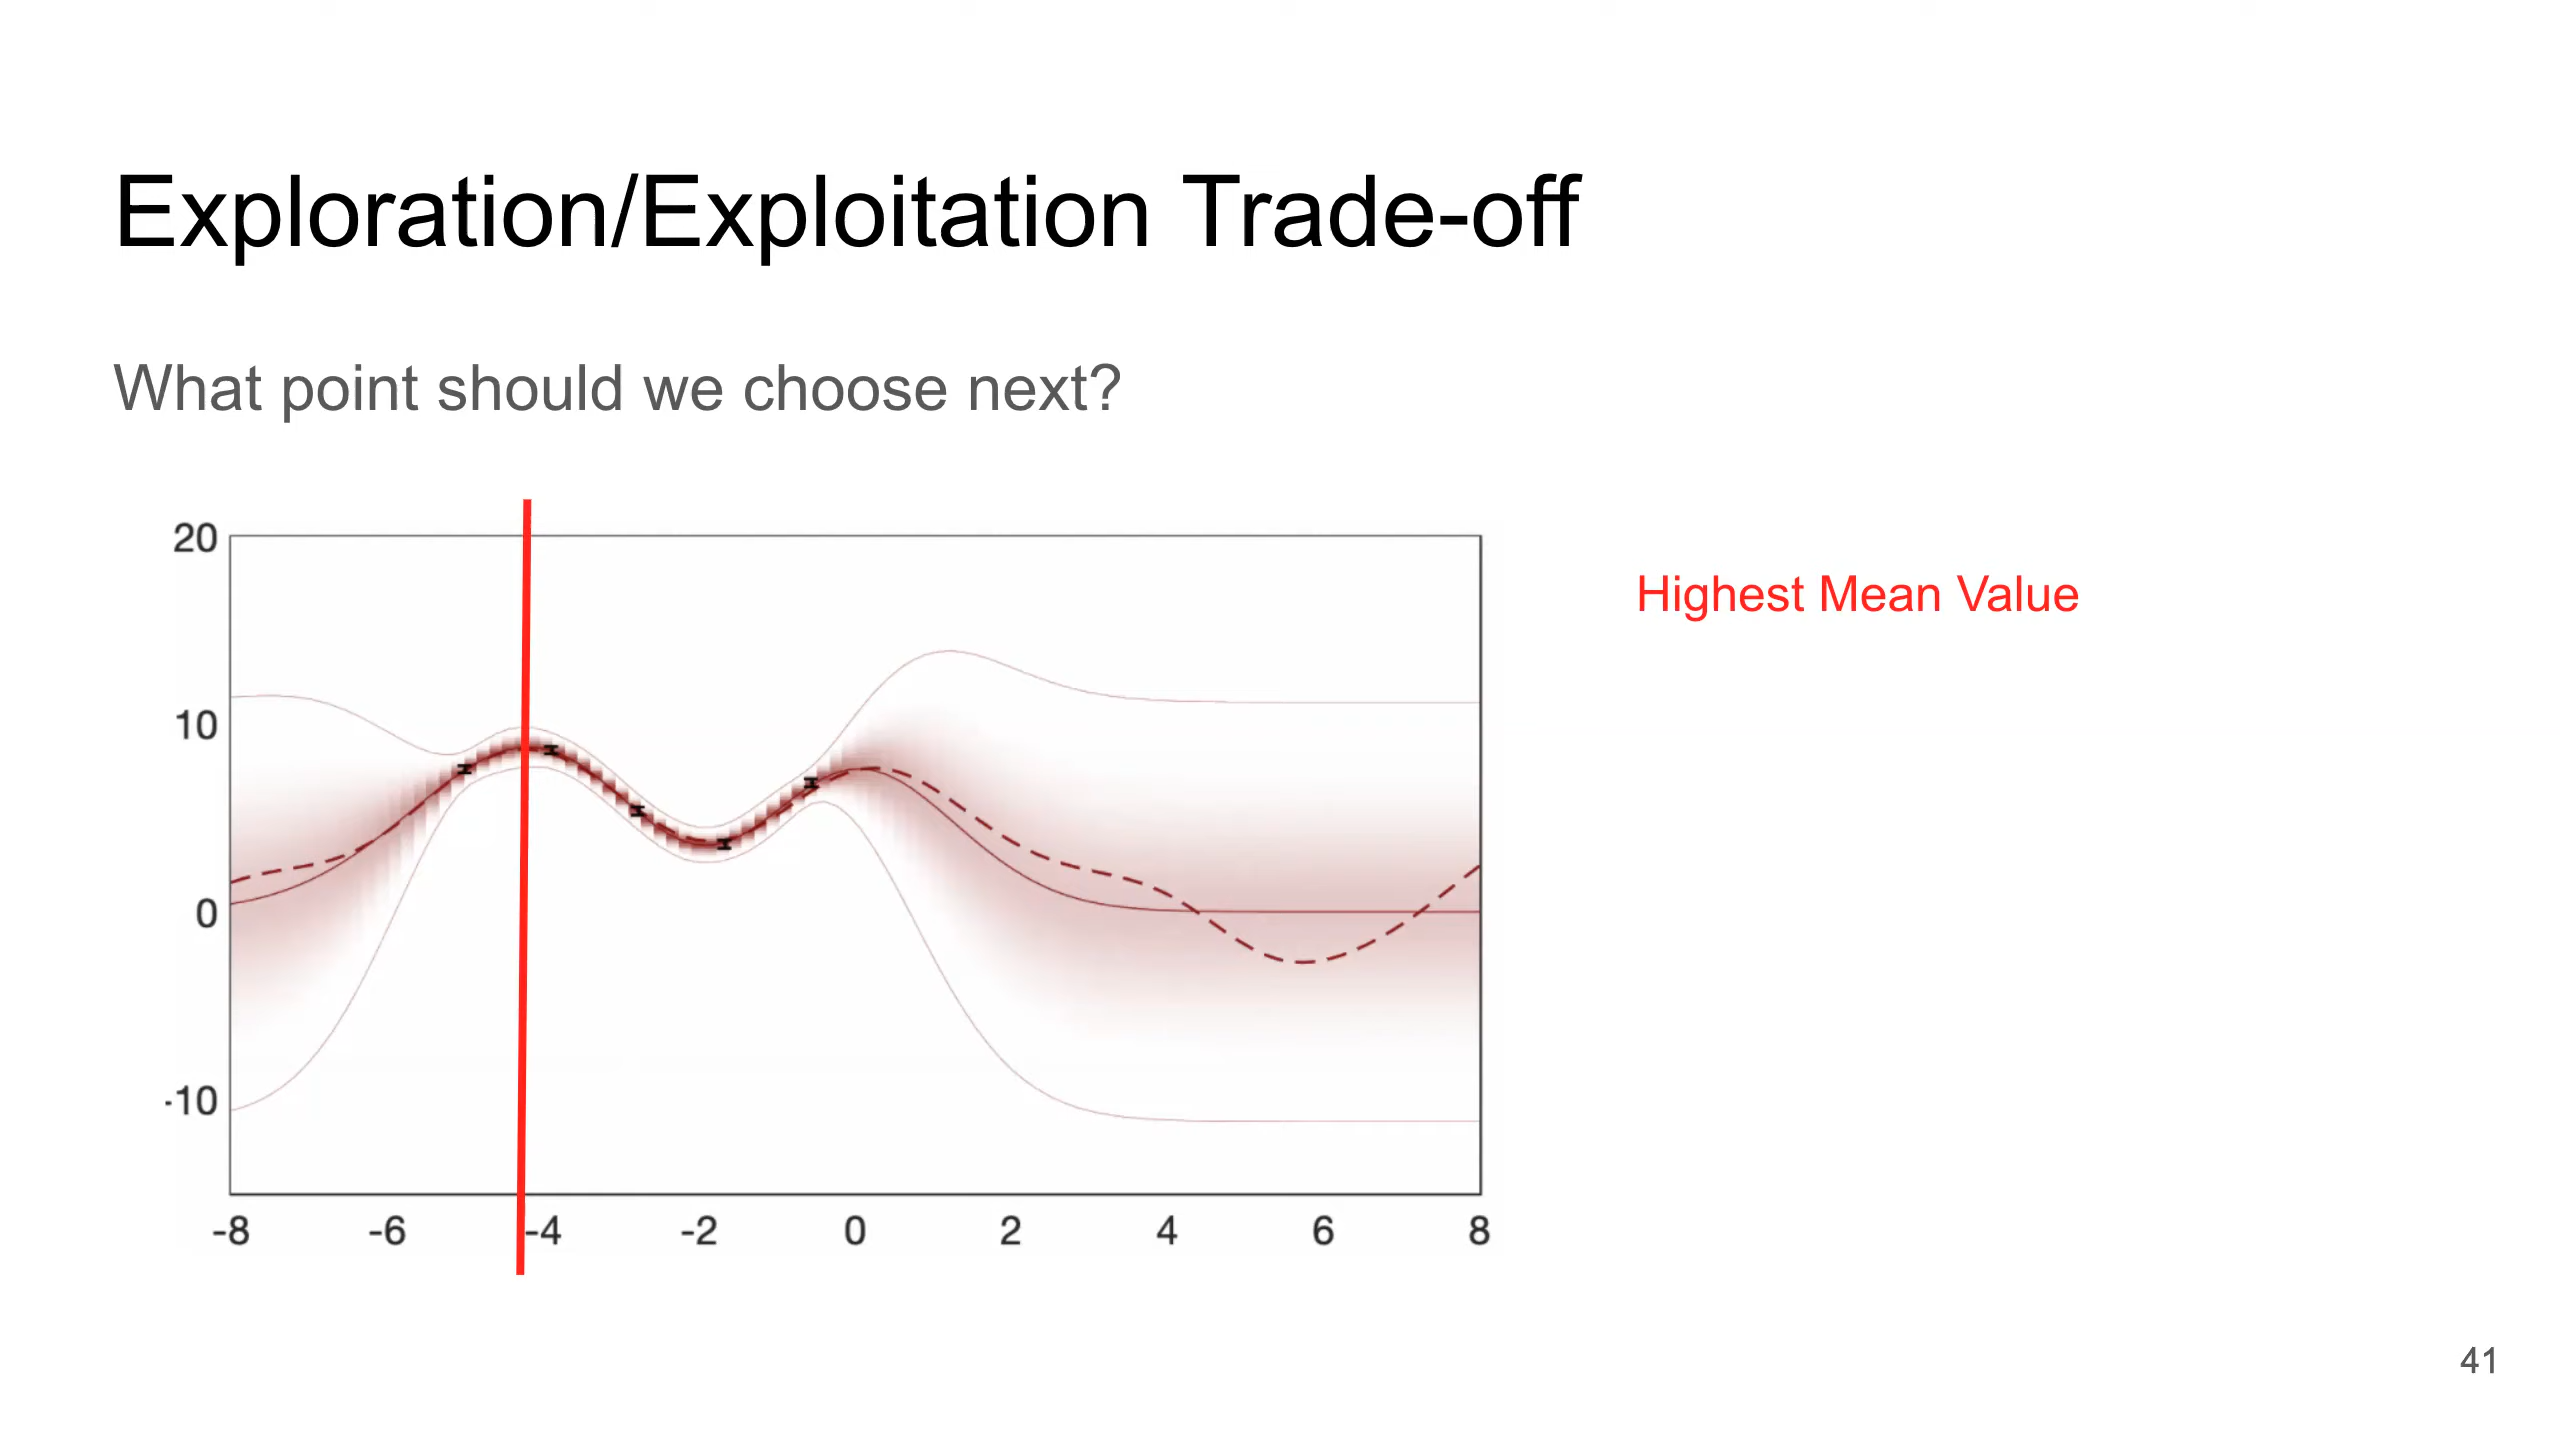 Exploration/Exploitation Trade-off
What point should we choose next?
20
10
0
-10
-8 -6 -4 -2 0 2 4 6 8
Highest Mean Value
41